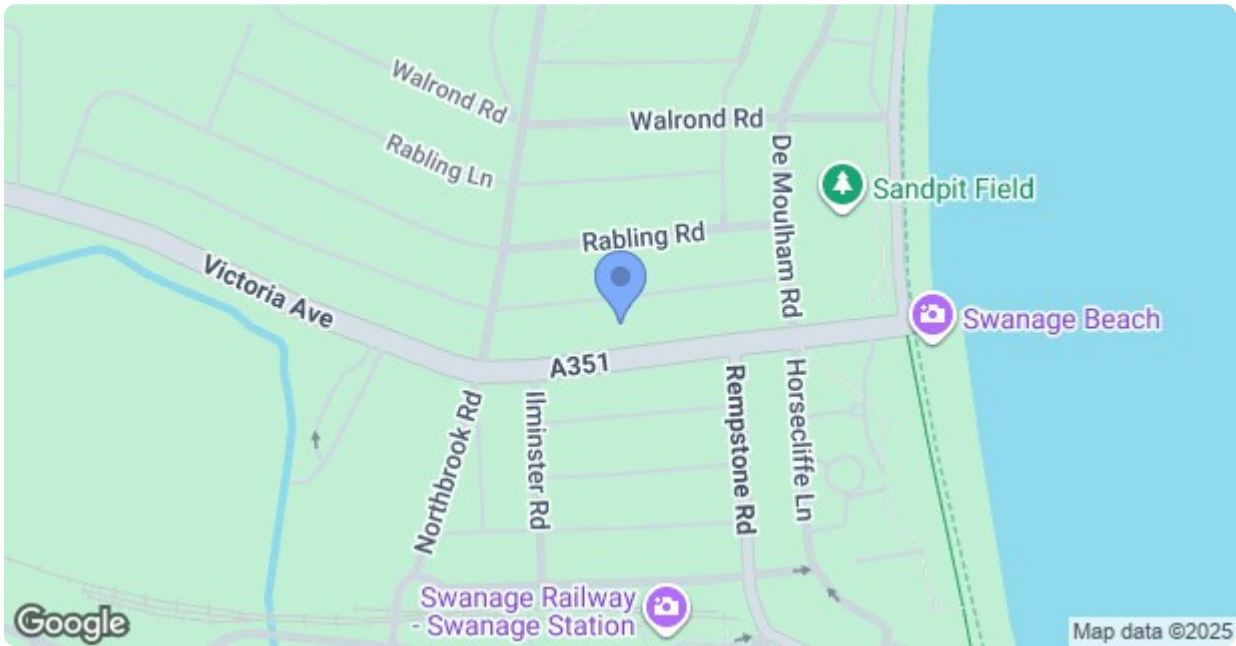 Walrond Rd
Walrond Rd
Rabling Ln
De Moulham Rd
Sandpit Field
Rabling Rd
Victoria Ave
Swanage Beach
A351
Northbrook Rd
Ilminster Rd
Rempstone Rd
Horsecliffe Ln
Swanage Railway
- Swanage Station
Google
Map data ©2025